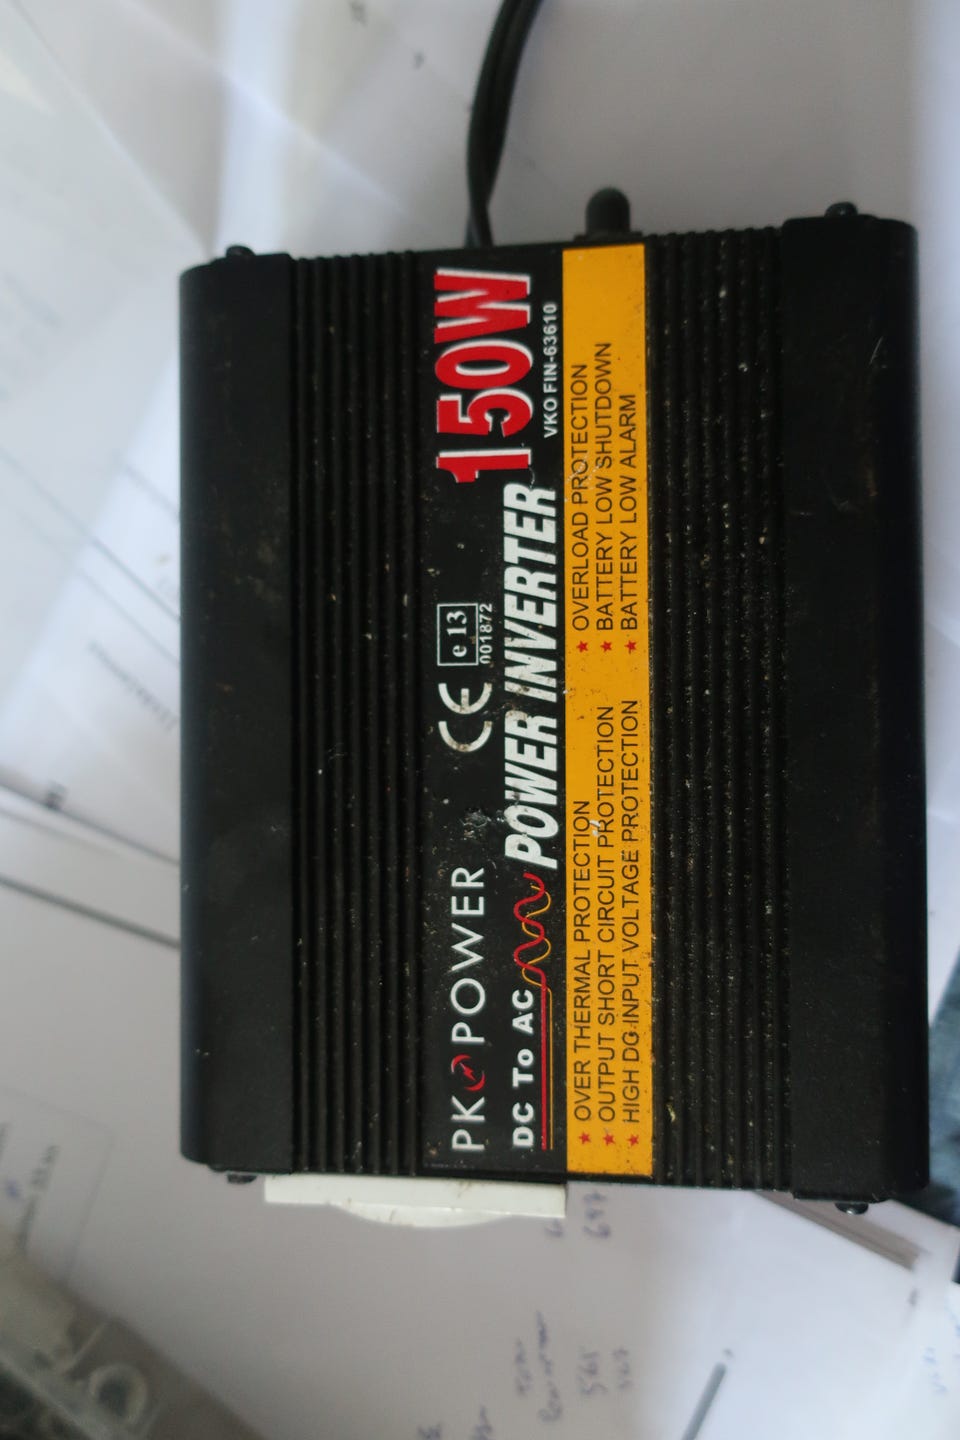 PK POWER
CE e13
001872
150W
DC To AC POWER INVERTER
VKO FIN-63610
★ OVER THERMAL PROTECTION
★ OUTPUT SHORT CIRCUIT PROTECTION
★ HIGH DC INPUT VOLTAGE PROTECTION
★ OVERLOAD PROTECTION
★ BATTERY LOW SHUTDOWN
★ BATTERY LOW ALARM